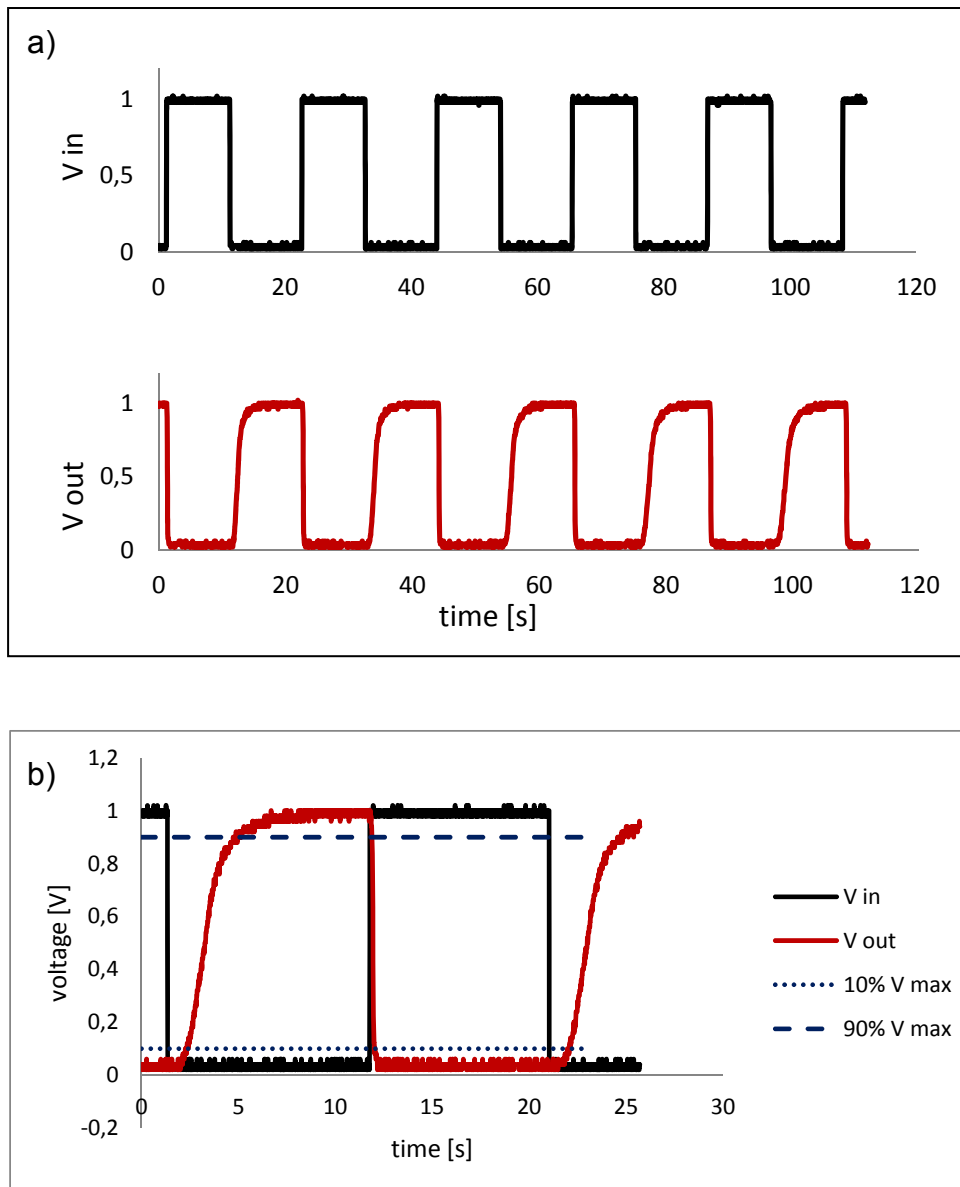 a)
1
V in
0,5
0
0 20 40 60 80 100 120
1
V out
0,5
0
0 20 40 60 80 100 120
time [s]
b)
1,2
1
0,8
voltage [V]
0,6
0,4
0,2
0
-0,2
0 5 10 15 20 25 30
time [s]
V in
V out
10% V max
90% V max